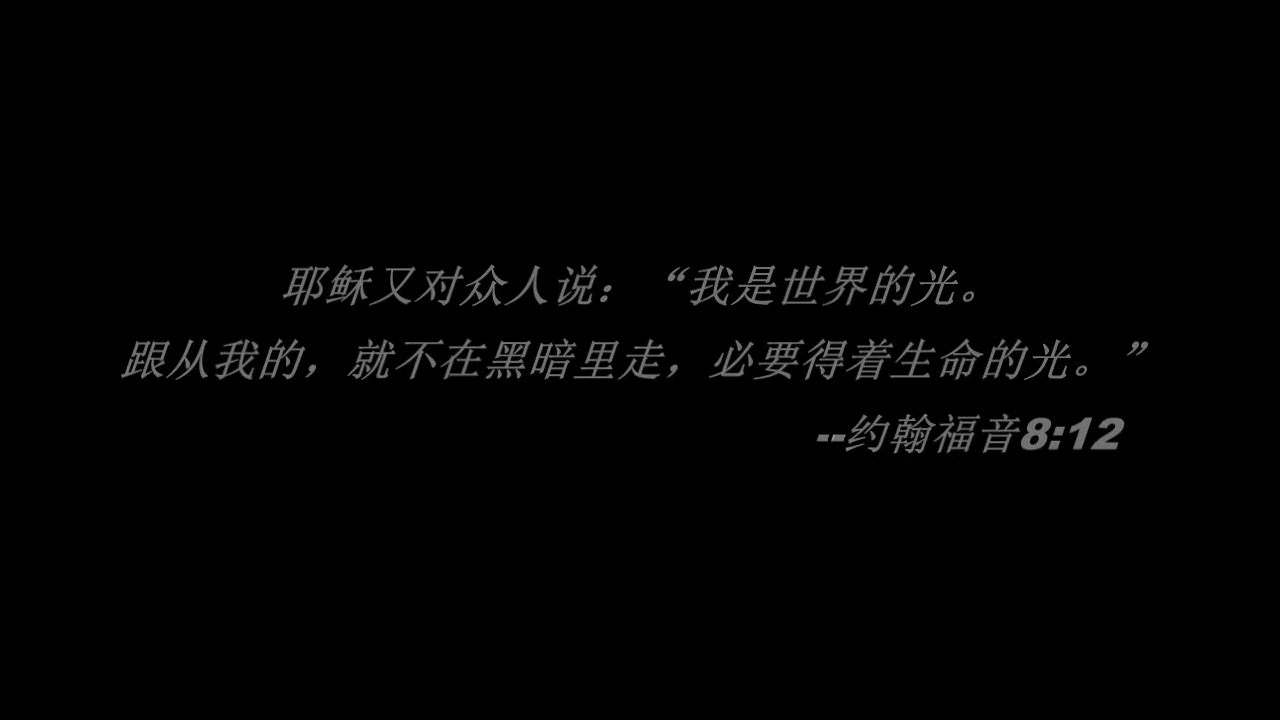 耶稣又对众人说：“我是世界的光。
跟从我的，就不在黑暗里走，必要得着生命的光。”
--约翰福音8:12